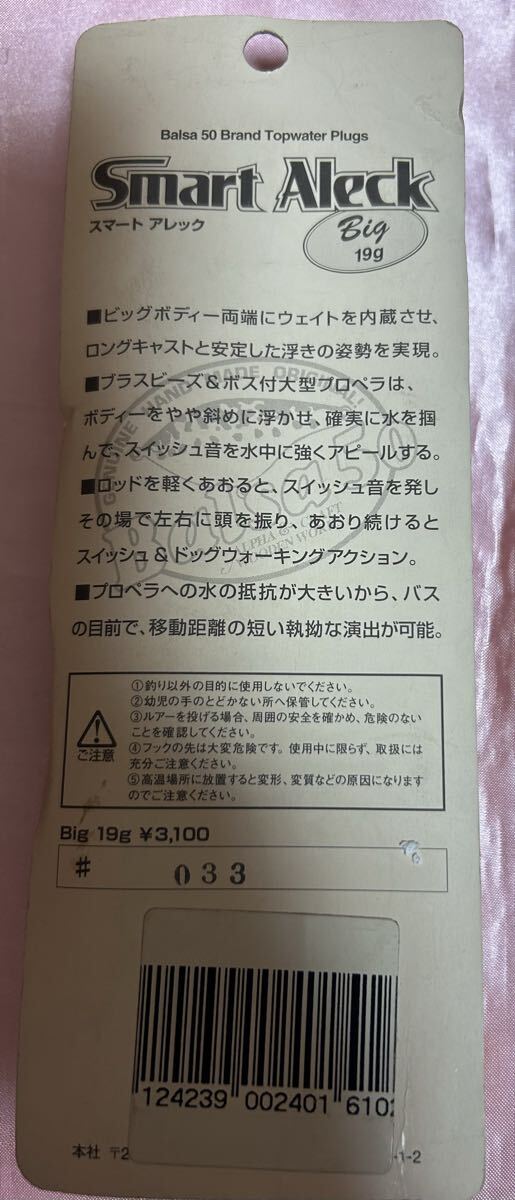 Balsa 50 Brand Topwater Plugs
Smart Aleck
スマート アレック
Big
19g
■ビッグボディー両端にウェイトを内蔵させ、
ロングキャストと安定した浮きの姿勢を実現。
■ブラスビーズ&ボス付大型プロペラは、
ボディーをやや斜めに浮かせ、確実に水を掴
んで、スイッシュ音を水中に強くアピールする。
■ロッドを軽くあおると、スイッシュ音を発し
その場で左右に頭を振り、あおり続けると
スイッシュ&ドッグウォーキングアクション。
■プロペラへの水の抵抗が大きいから、バス
の目前で、移動距離の短い執拗な演出が可能。
GENUINE HANDMADE ORIGINAL!
Balsa50
ALPHA & CRAFT
WOODEN WORKS
ご注意
①釣り以外の目的に使用しないでください。
②幼児の手のとどかない所へ保管してください。
③ルアーを投げる場合、周囲の安全を確かめ、危険のない
ことを確認してください。
④フックの先は大変危険です。使用中に限らず、取扱には
充分ご注意ください。
⑤高温場所に放置すると変形、変質などの原因になります
のでご注意ください。
Big 19g ¥3,100
# 033
124239 002401 6102
本社 〒2
-1-2